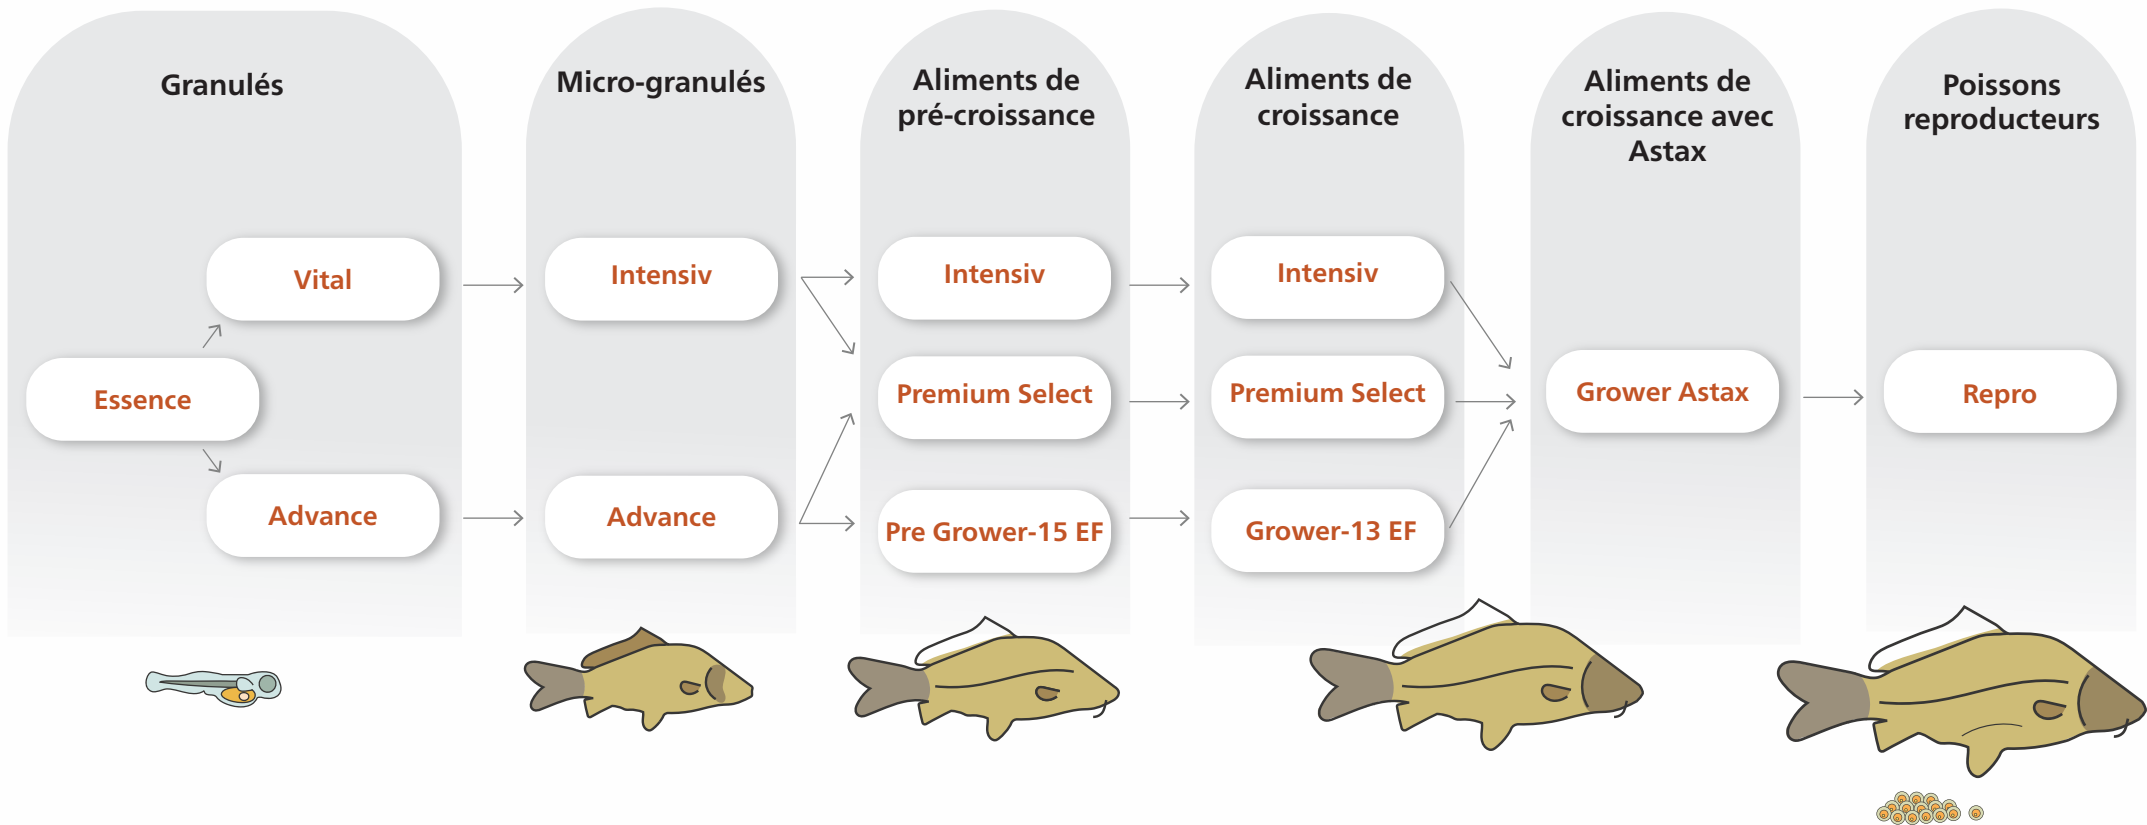 Granulés
Vital
Essence
Advance
Micro-granulés
Intensiv
Advance
Aliments de
pré-croissance
Intensiv
Premium Select
Pre Grower-15 EF
Aliments de
croissance
Intensiv
Premium Select
Grower-13 EF
Aliments de
croissance avec
Astax
Grower Astax
Poissons
reproducteurs
Repro